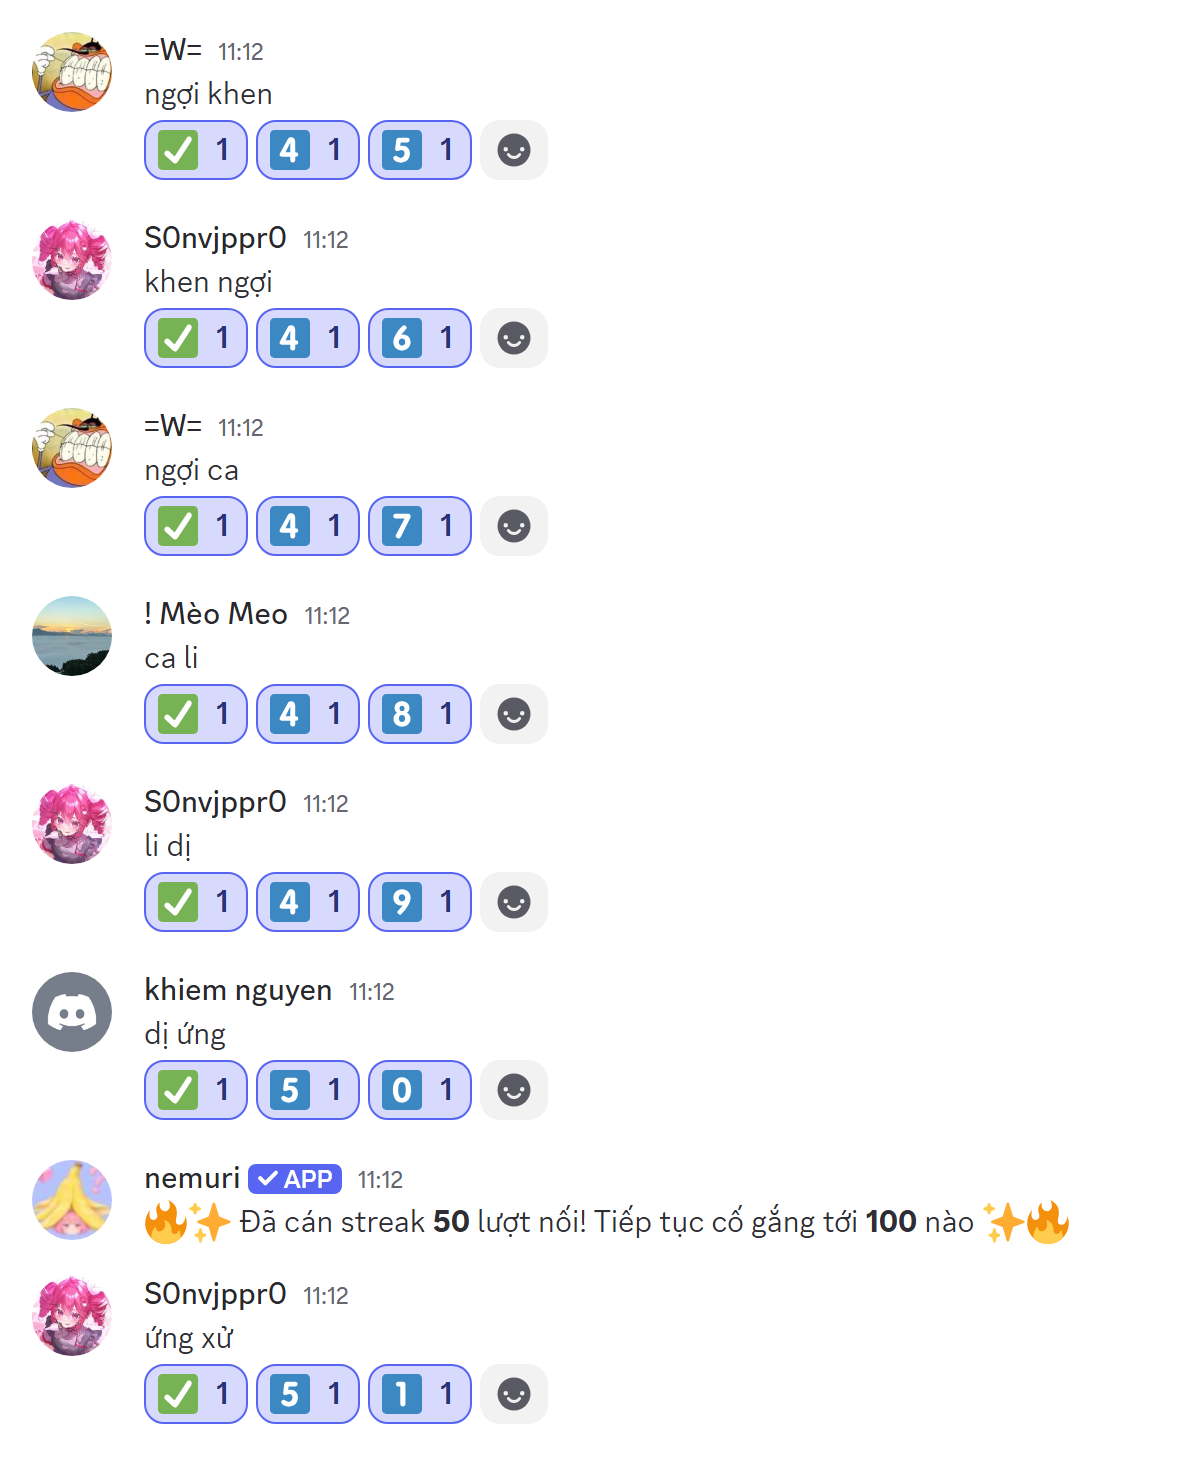 =W= 11:12
ngợi khen
✅ 1 4️⃣ 1 5️⃣ 1
S0nvjppr0 11:12
khen ngợi
✅ 1 4️⃣ 1 6️⃣ 1
=W= 11:12
ngợi ca
✅ 1 4️⃣ 1 7️⃣ 1
! Mèo Meo 11:12
ca li
✅ 1 4️⃣ 1 8️⃣ 1
S0nvjppr0 11:12
li dị
✅ 1 4️⃣ 1 9️⃣ 1
khiem nguyen 11:12
dị ứng
✅ 1 5️⃣ 1 0️⃣ 1
nemuri ✓ APP 11:12
🔥✨ Đã cán streak 50 lượt nối! Tiếp tục cố gắng tới 100 nào ✨🔥
S0nvjppr0 11:12
ứng xử
✅ 1 5️⃣ 1 1️⃣ 1